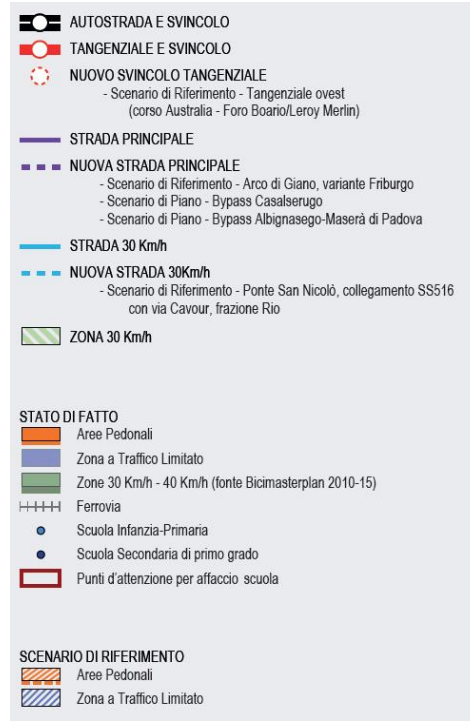 AUTOSTRADA E SVINCOLO
TANGENZIALE E SVINCOLO
NUOVO SVINCOLO TANGENZIALE
- Scenario di Riferimento - Tangenziale ovest
(corso Australia - Foro Boario/Leroy Merlin)
STRADA PRINCIPALE
NUOVA STRADA PRINCIPALE
- Scenario di Riferimento - Arco di Giano, variante Friburgo
- Scenario di Piano - Bypass Casalserugo
- Scenario di Piano - Bypass Albignasego-Maserà di Padova
STRADA 30 Km/h
NUOVA STRADA 30Km/h
- Scenario di Riferimento - Ponte San Nicolò, collegamento SS516
con via Cavour, frazione Rio
ZONA 30 Km/h
STATO DI FATTO
Aree Pedonali
Zona a Traffico Limitato
Zone 30 Km/h - 40 Km/h (fonte Bicimasterplan 2010-15)
Ferrovia
Scuola Infanzia-Primaria
Scuola Secondaria di primo grado
Punti d'attenzione per affaccio scuola
SCENARIO DI RIFERIMENTO
Aree Pedonali
Zona a Traffico Limitato